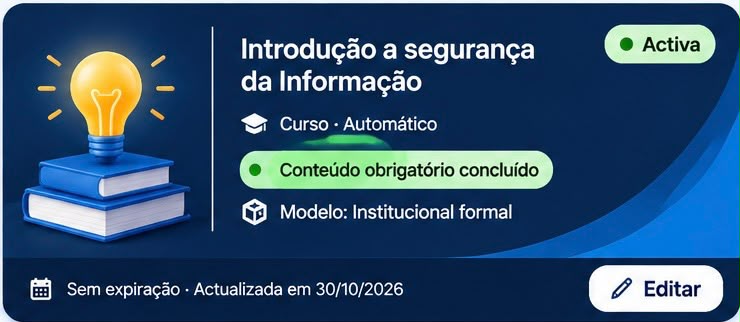 Introdução a segurança
da Informação
Activa
Curso · Automático
Conteúdo obrigatório concluído
Modelo: Institucional formal
Sem expiração · Actualizada em 30/10/2026
Editar